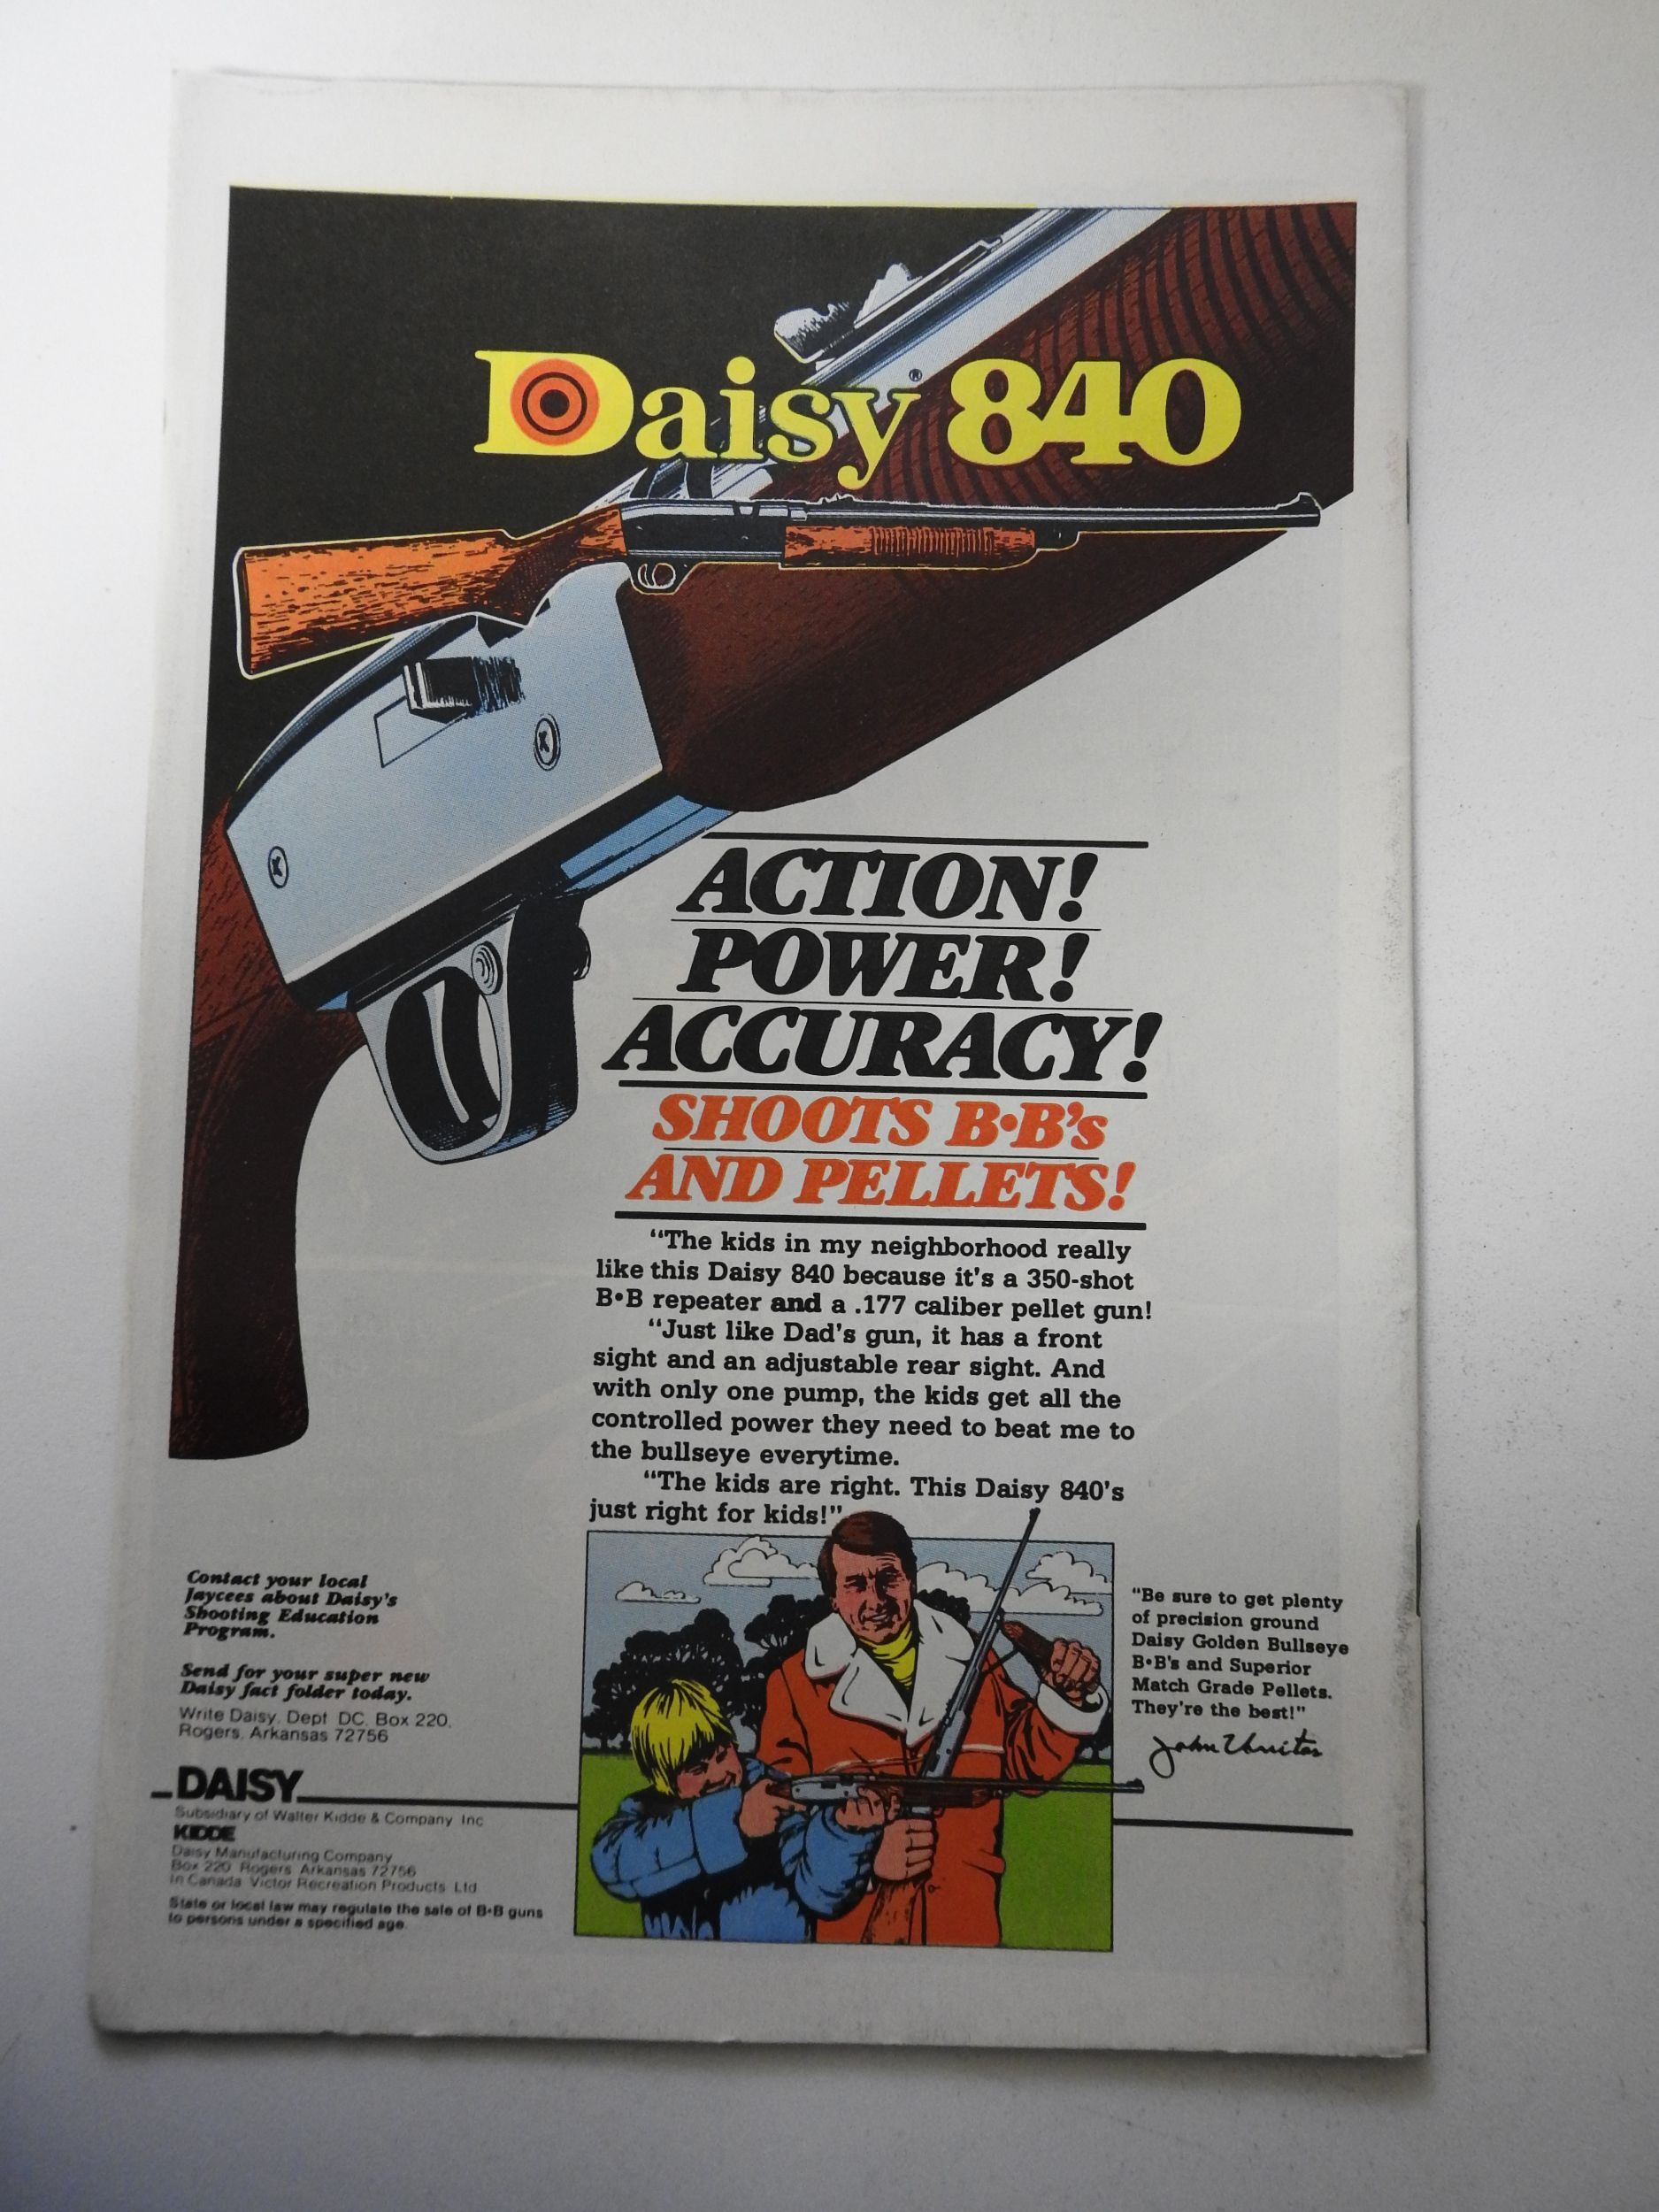 Daisy® 840
ACTION!
POWER!
ACCURACY!
SHOOTS B•B's
AND PELLETS!
“The kids in my neighborhood really
like this Daisy 840 because it's a 350-shot
B•B repeater and a .177 caliber pellet gun!
“Just like Dad's gun, it has a front
sight and an adjustable rear sight. And
with only one pump, the kids get all the
controlled power they need to beat me to
the bullseye everytime.
“The kids are right. This Daisy 840's
just right for kids!”
Contact your local
Jaycees about Daisy's
Shooting Education
Program.
Send for your super new
Daisy fact folder today.
Write Daisy, Dept DC, Box 220,
Rogers, Arkansas 72756
DAISY
Subsidiary of Walter Kidde & Company Inc
KIDDE
Daisy Manufacturing Company
Box 220 Rogers Arkansas 72756
In Canada Victor Recreation Products Ltd
State or local law may regulate the sale of B•B guns
to persons under a specified age.
“Be sure to get plenty
of precision ground
Daisy Golden Bullseye
B•B's and Superior
Match Grade Pellets.
They're the best!”
John Unitas